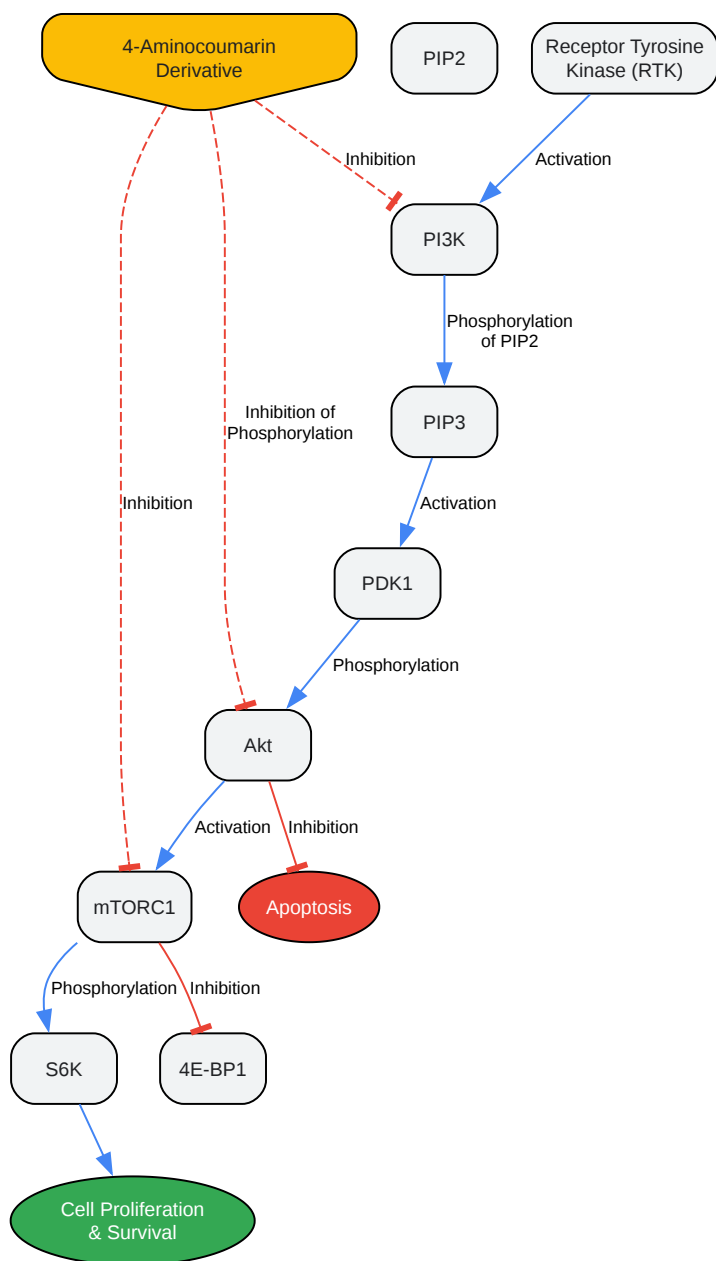 4-Aminocoumarin
Derivative
PIP2
Receptor Tyrosine
Kinase (RTK)
Inhibition
Activation
PI3K
Phosphorylation
of PIP2
Inhibition of
Phosphorylation
PIP3
Inhibition
Activation
PDK1
Phosphorylation
Akt
Activation
Inhibition
mTORC1
Apoptosis
Phosphorylation
Inhibition
S6K
4E-BP1
Cell Proliferation
& Survival